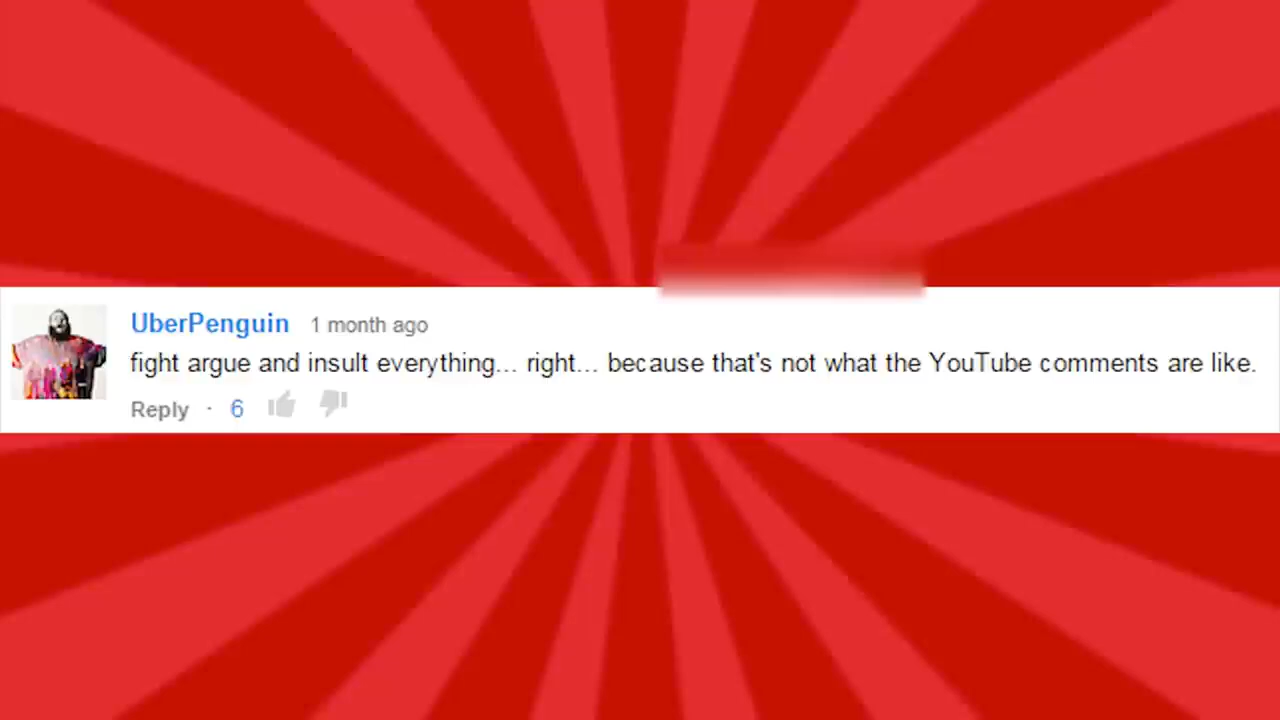 UberPenguin 1 month ago
fight argue and insult everything... right... because that's not what the YouTube comments are like.
Reply · 6